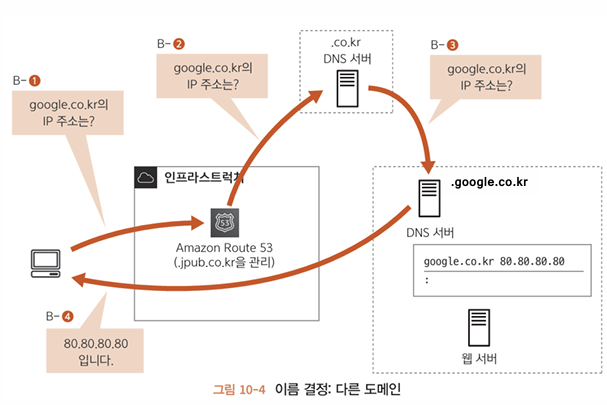 B-❶
google.co.kr의
IP 주소는?
B-❷
google.co.kr의
IP 주소는?
.co.kr
DNS 서버
B-❸
google.co.kr의
IP 주소는?
인프라스트럭처
53
Amazon Route 53
(.jpub.co.kr을 관리)
.google.co.kr
DNS 서버
google.co.kr 80.80.80.80
:
웹 서버
B-❹
80.80.80.80
입니다.
그림 10-4 이름 결정: 다른 도메인